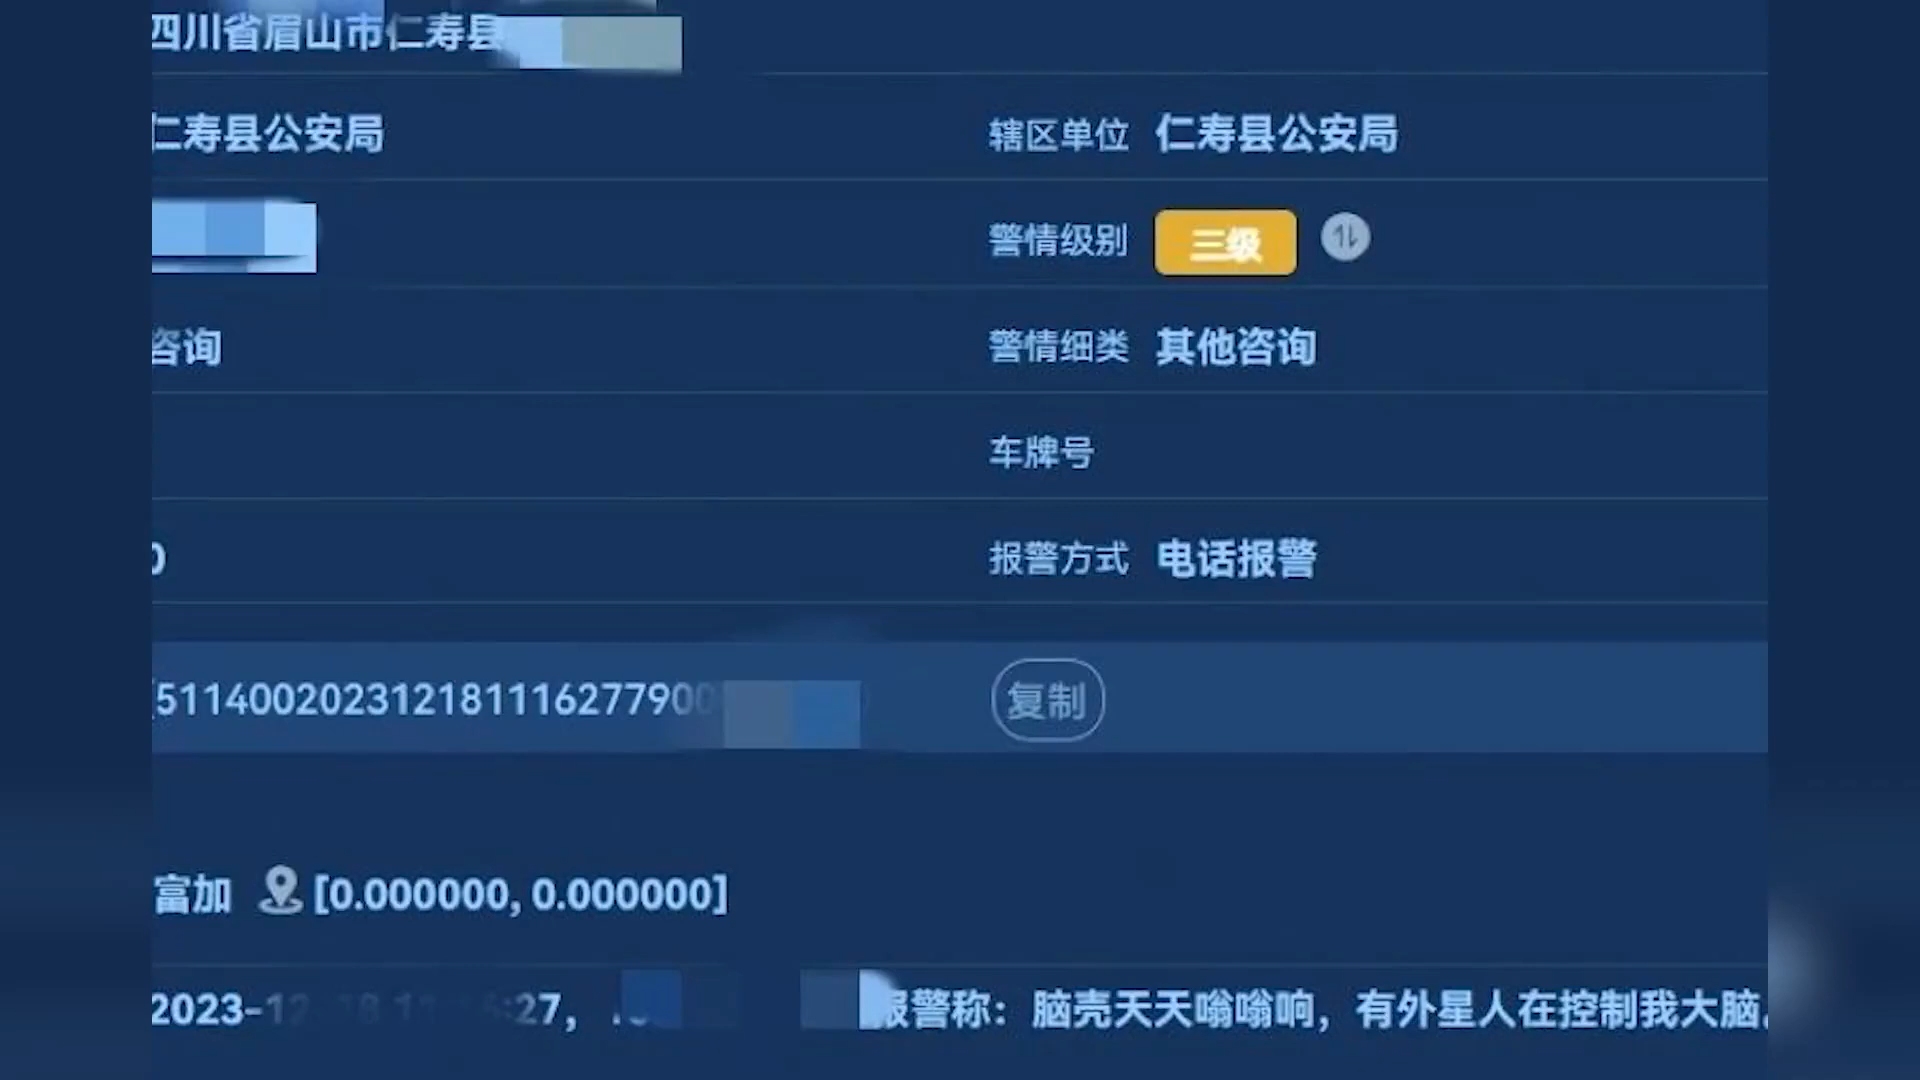 四川省眉山市仁寿县
仁寿县公安局 辖区单位 仁寿县公安局
警情级别 三级
咨询 警情细类 其他咨询
车牌号
0 报警方式 电话报警
51140020231218111627790 复制
富加 [0.000000, 0.000000]
2023-12 :27， 报警称：脑壳天天嗡嗡响，有外星人在控制我大脑